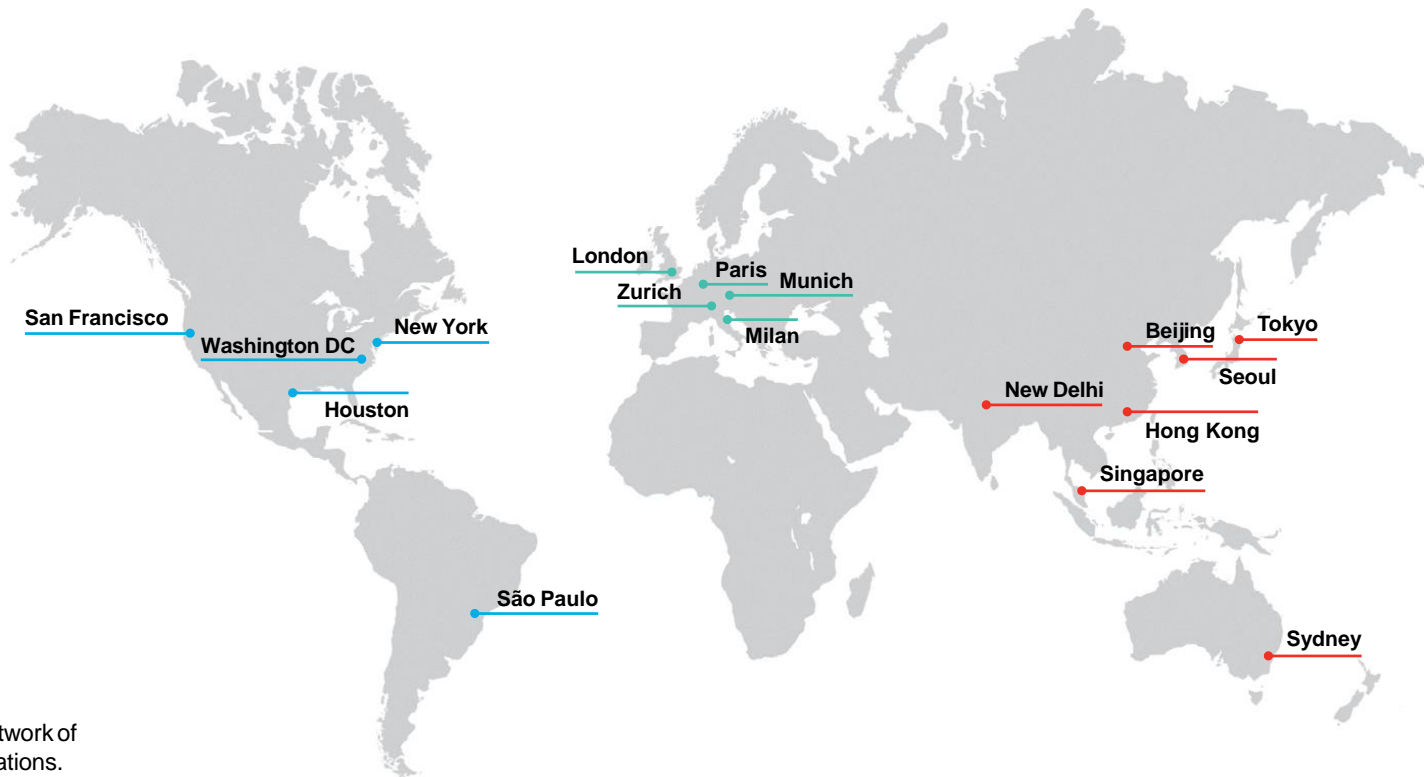 London
Paris
Munich
Zurich
San Francisco
New York
Milan
Beijing
Tokyo
Washington DC
Seoul
New Delhi
Houston
Hong Kong
Singapore
São Paulo
Sydney
twork of
ations.